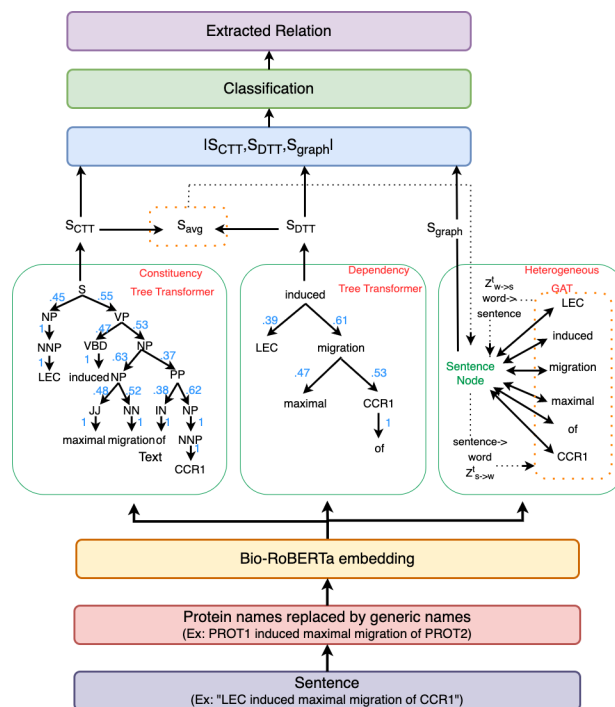 Extracted Relation
Classification
|S_CTT,S_DTT,S_graph|
S_CTT
S_avg
S_DTT
S_graph
Constituency
Tree Transformer
S
.45 .55
NP VP
1 .47 .53
NNP VBD NP
1 1 .63 .37
LEC induced NP PP
.48 .52 .38 .62
JJ NN IN NP
1 1 1 1
maximal migration of NNP
Text 1
CCR1
Dependency
Tree Transformer
induced
.39 .61
LEC migration
.47 .53
maximal CCR1
1
of
Heterogeneous
GAT
Z^t_w->s
word->
sentence
Sentence
Node
sentence->
word
Z^t_s->w
LEC
induced
migration
maximal
of
CCR1
Bio-RoBERTa embedding
Protein names replaced by generic names
(Ex: PROT1 induced maximal migration of PROT2)
Sentence
(Ex: "LEC induced maximal migration of CCR1")